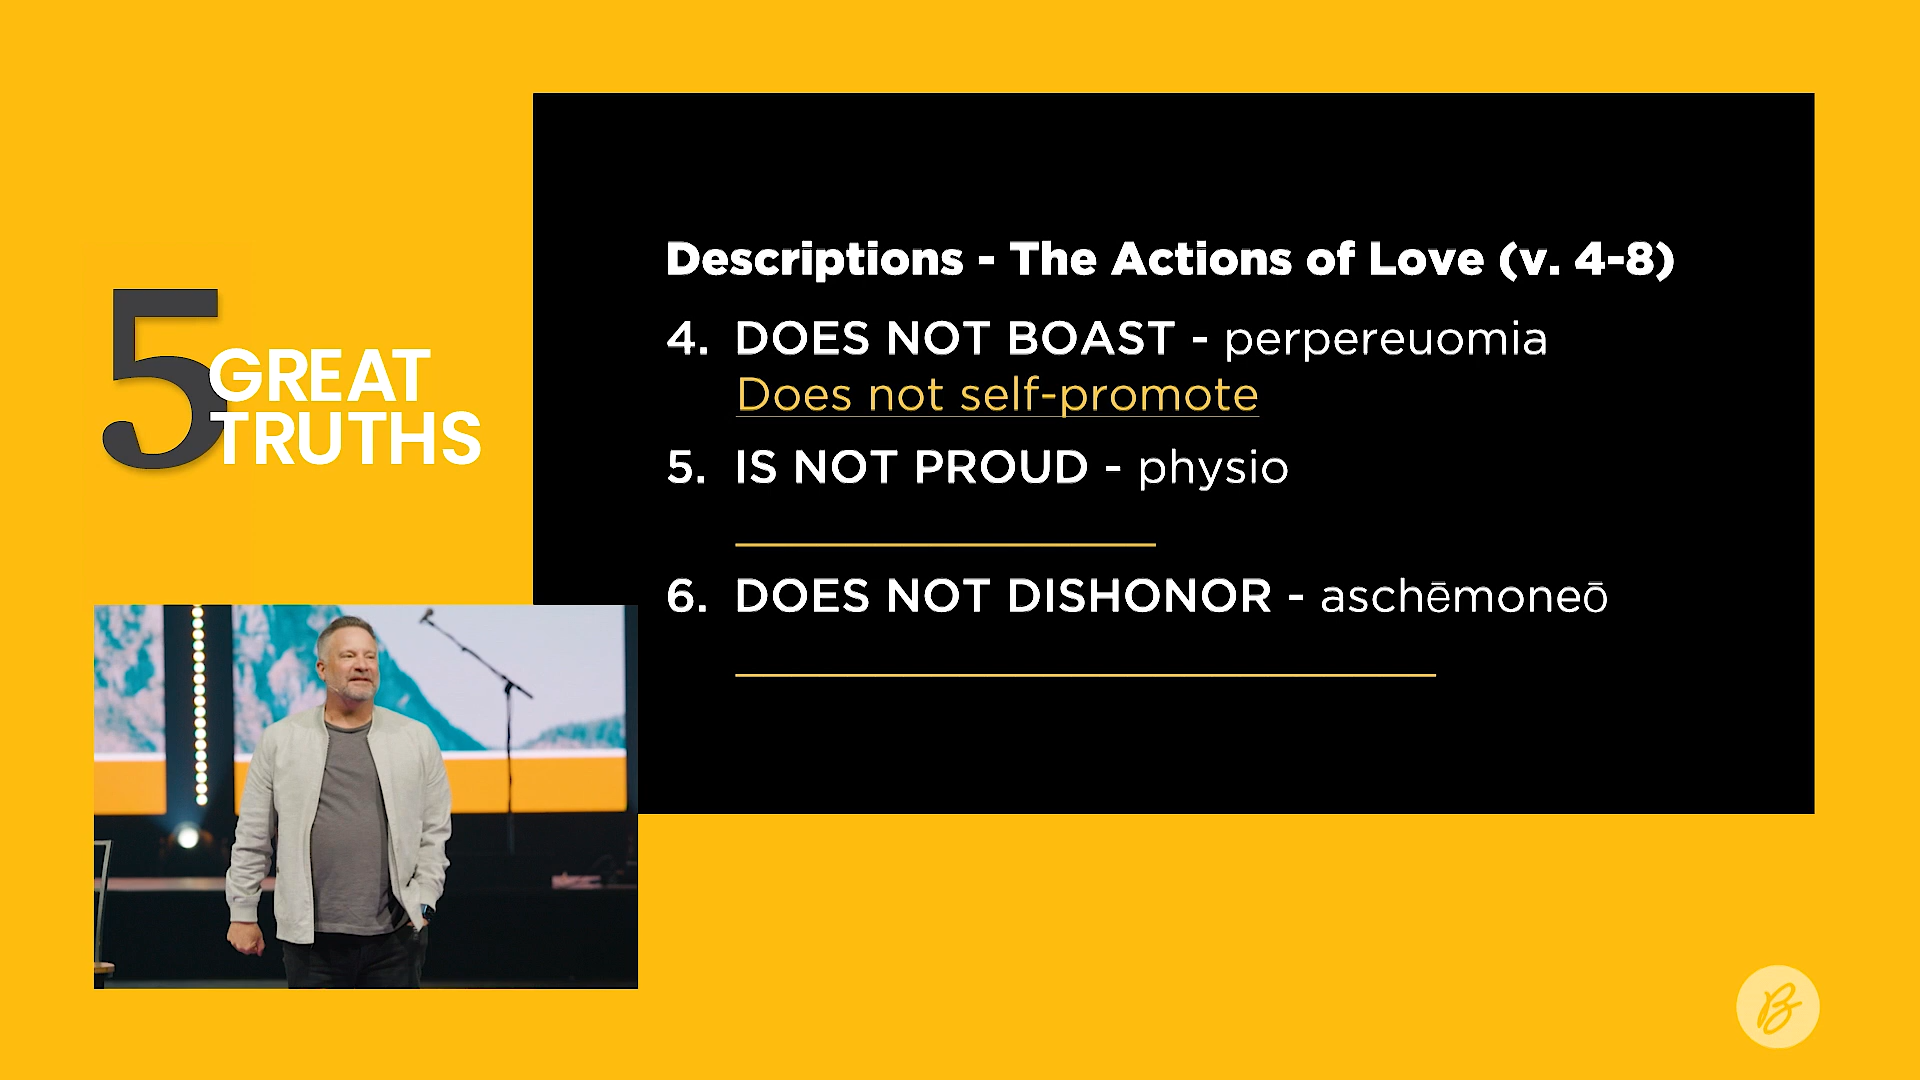 5 GREAT
TRUTHS
Descriptions - The Actions of Love (v. 4-8)
4. DOES NOT BOAST - perpereuomia
Does not self-promote
5. IS NOT PROUD - physio
6. DOES NOT DISHONOR - aschēmoneō
B